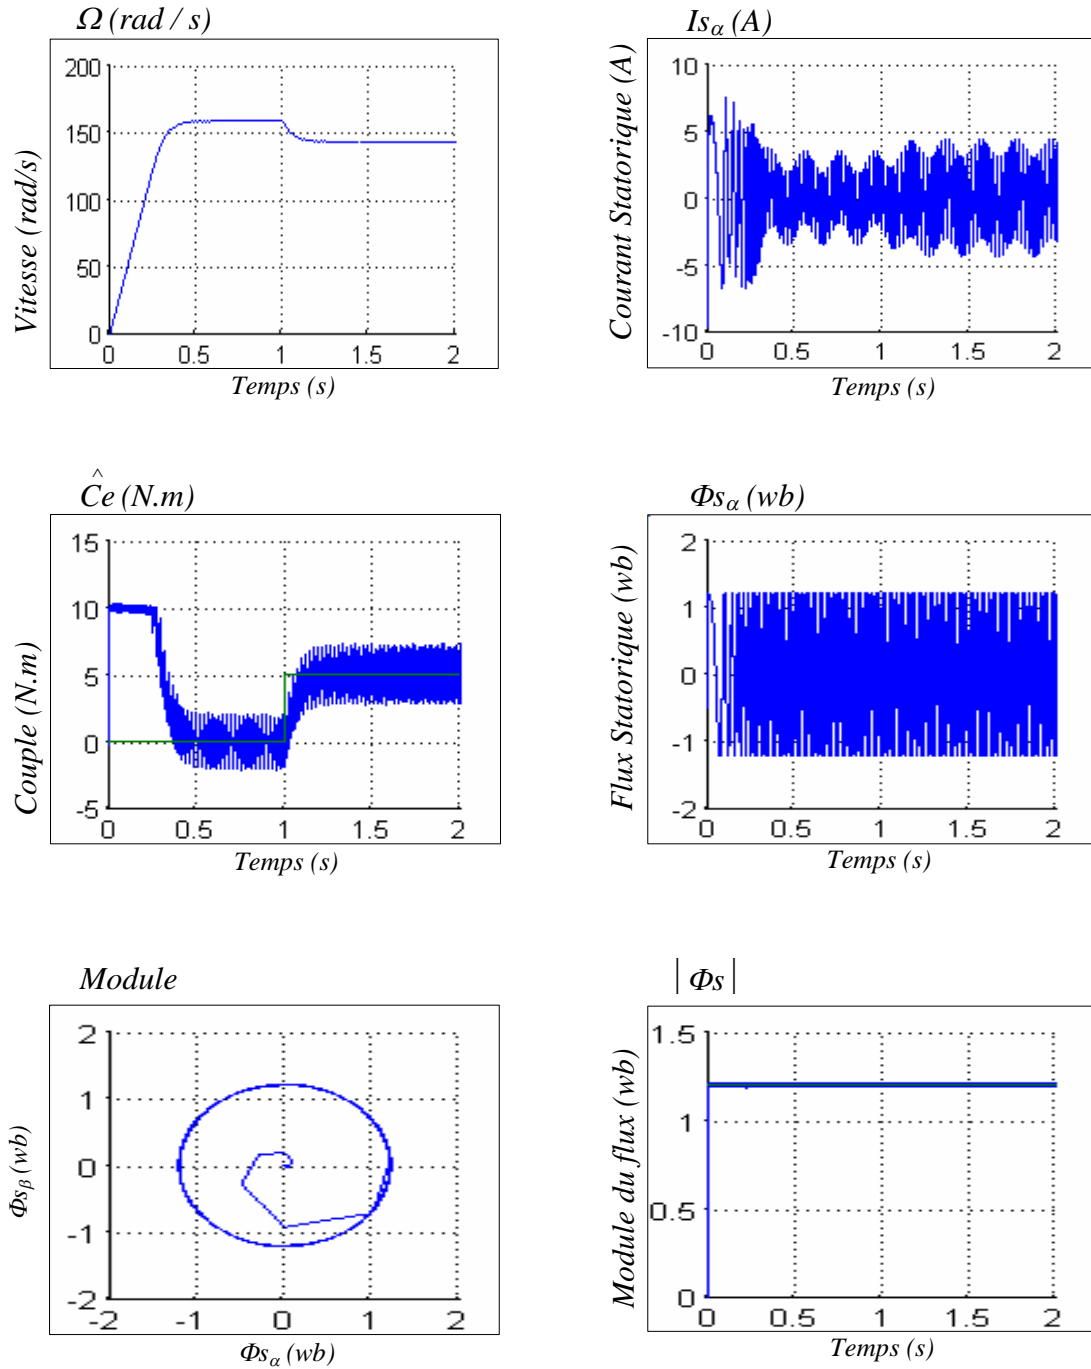 Ω (rad / s)
Vitesse (rad/s)
200
150
100
50
0
0 0.5 1 1.5 2
Temps (s)
Isα (A)
Courant Statorique (A)
10
5
0
-5
-10
0 0.5 1 1.5 2
Temps (s)
Ĉe (N.m)
Couple (N.m)
15
10
5
0
-5
0 0.5 1 1.5 2
Temps (s)
Φsα (wb)
Flux Statorique (wb)
2
1
0
-1
-2
0 0.5 1 1.5 2
Temps (s)
Module
Φsβ (wb)
2
1
0
-1
-2
-2 -1 0 1 2
Φsα (wb)
| Φs |
Module du flux (wb)
1.5
1
0.5
0
0 0.5 1 1.5 2
Temps (s)